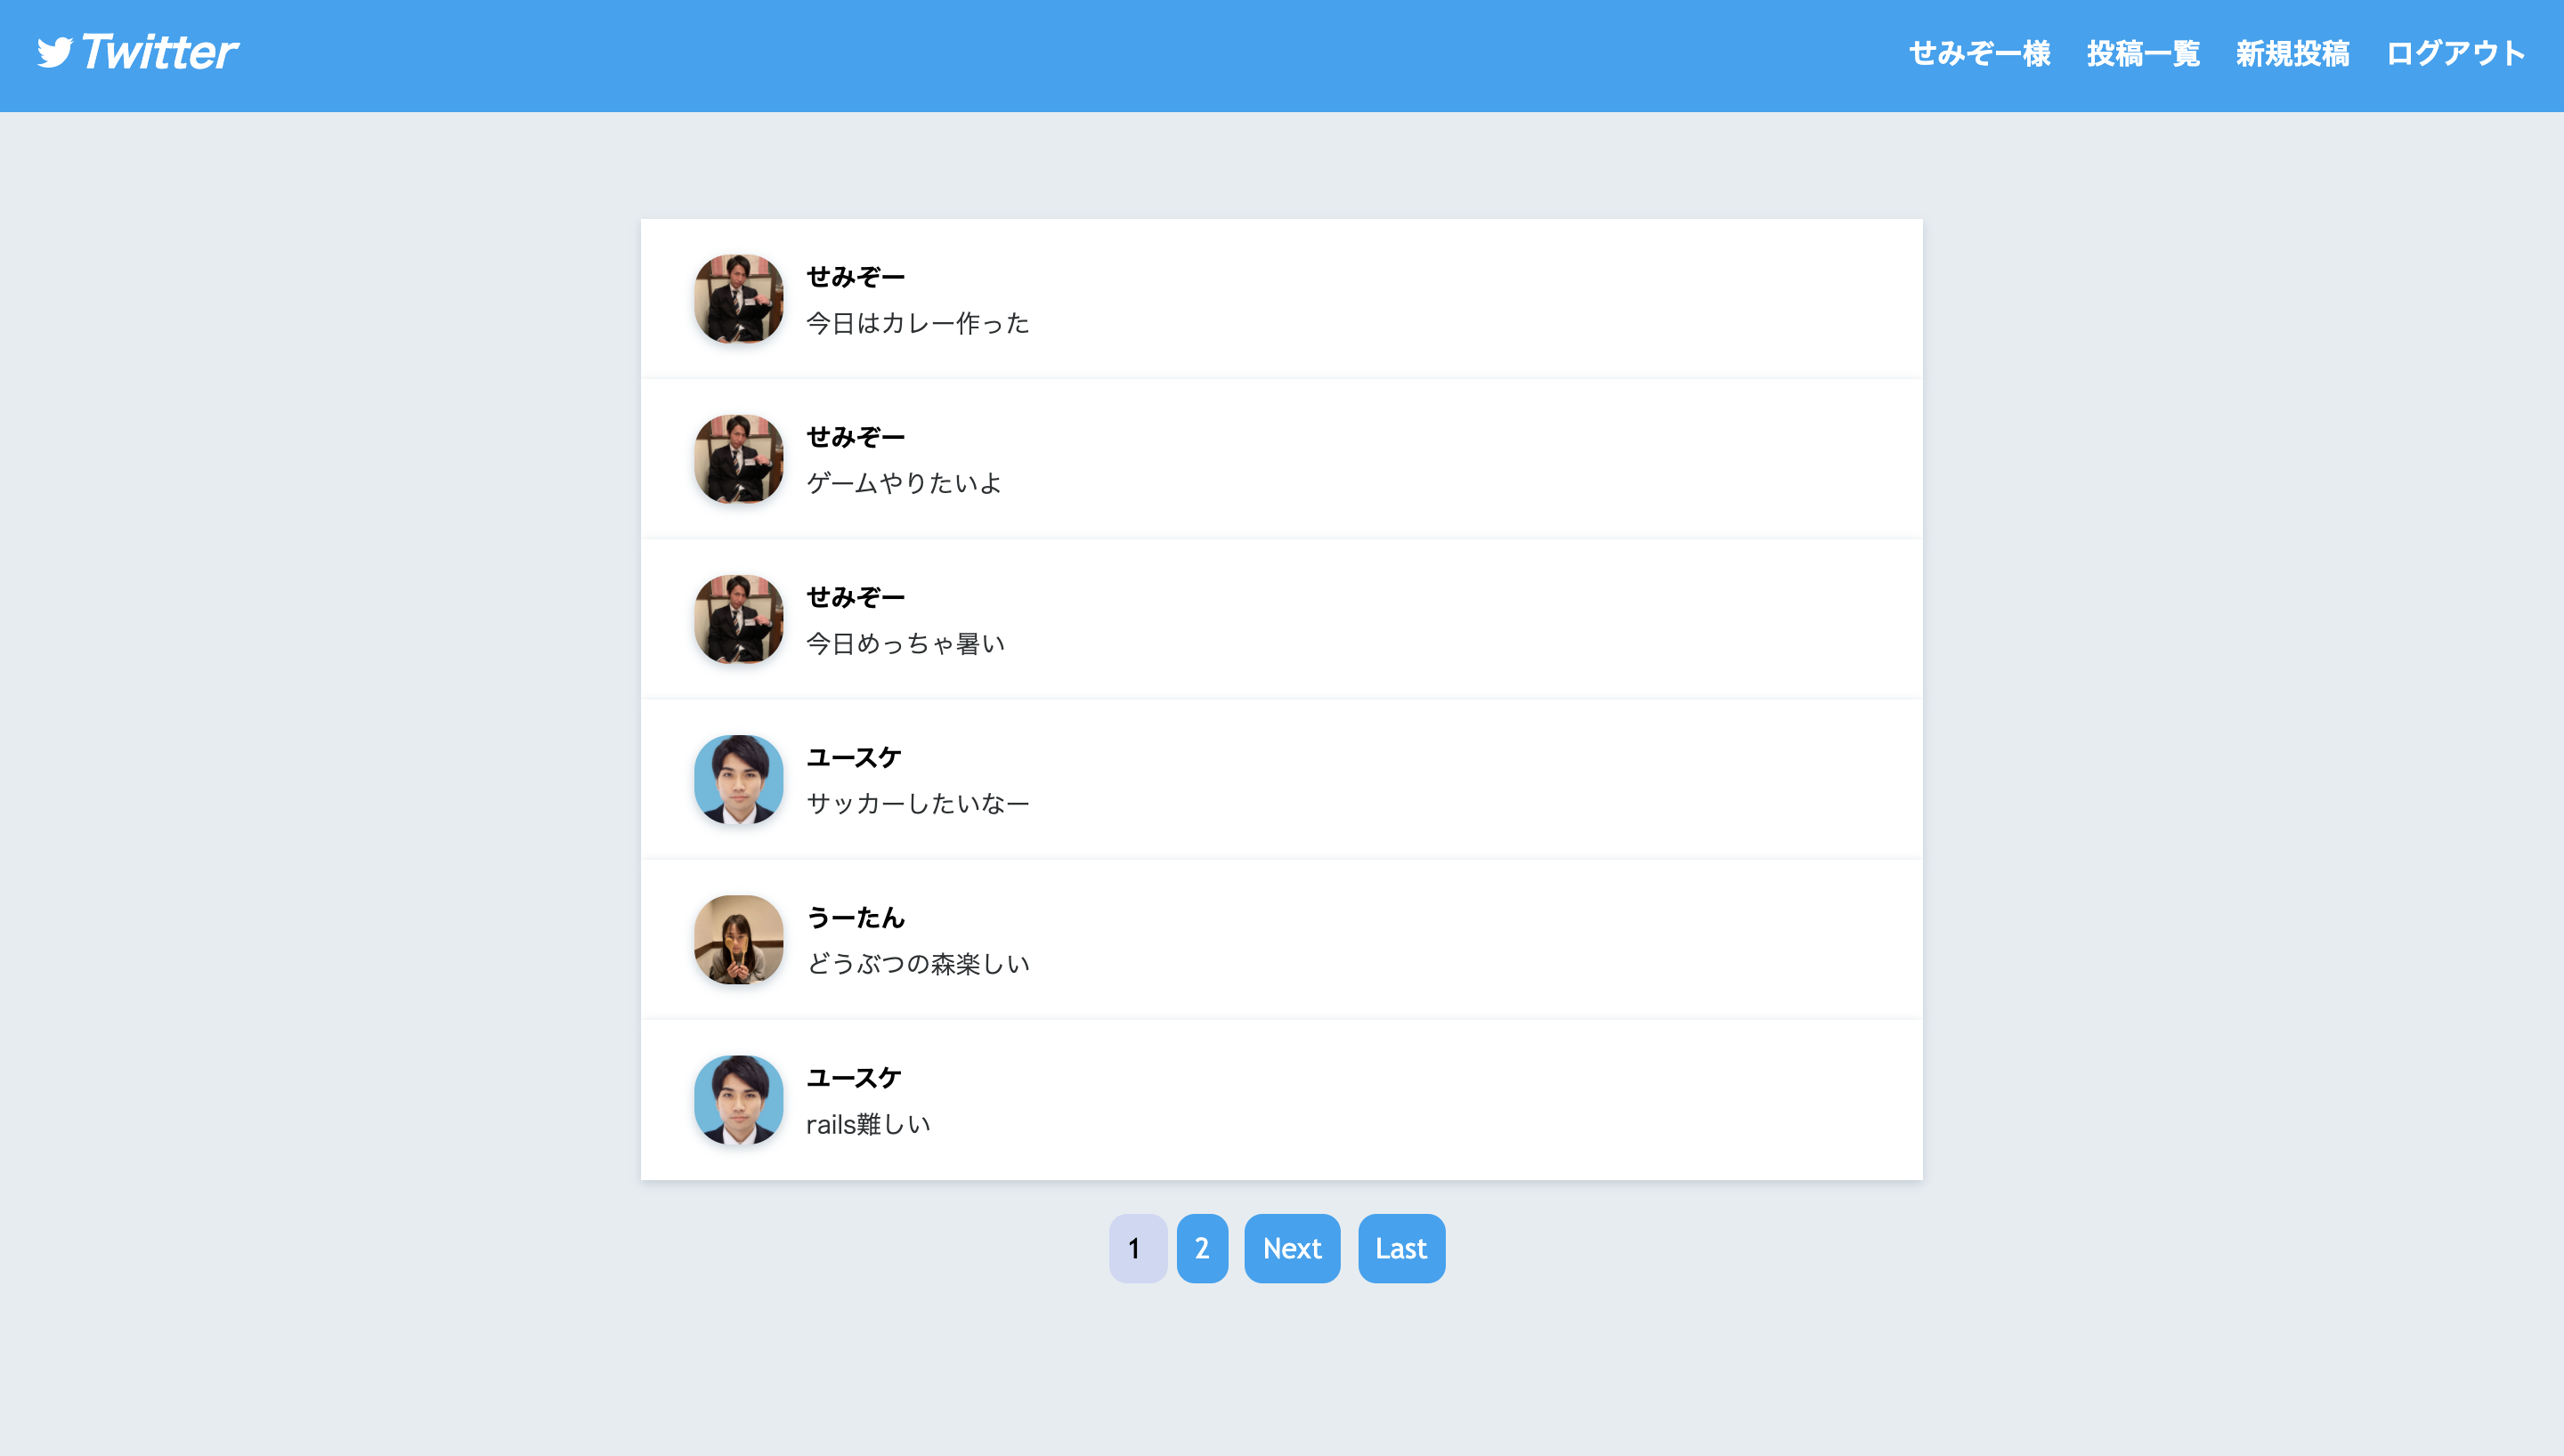 Twitter
せみぞー様 投稿一覧 新規投稿 ログアウト
せみぞー
今日はカレー作った
せみぞー
ゲームやりたいよ
せみぞー
今日めっちゃ暑い
ユースケ
サッカーしたいなー
うーたん
どうぶつの森楽しい
ユースケ
rails難しい
1 2 Next Last